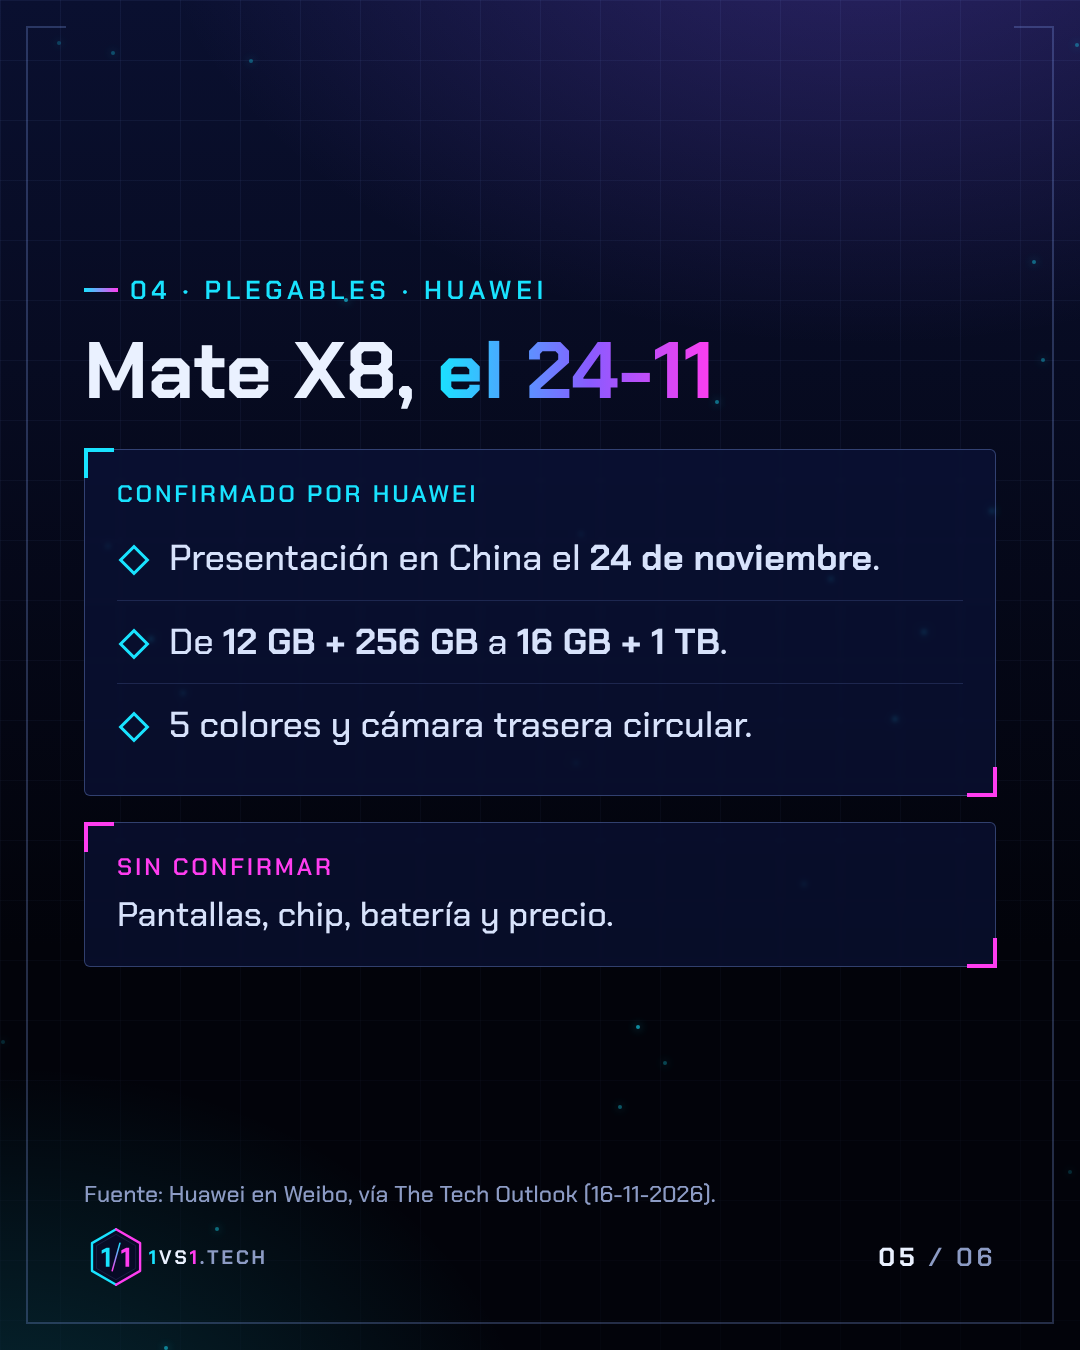 04 · PLEGABLES · HUAWEI
Mate X8, el 24-11
CONFIRMADO POR HUAWEI
Presentación en China el 24 de noviembre.
De 12 GB + 256 GB a 16 GB + 1 TB.
5 colores y cámara trasera circular.
SIN CONFIRMAR
Pantallas, chip, batería y precio.
Fuente: Huawei en Weibo, vía The Tech Outlook (16-11-2026).
1/1 1VS1.TECH
05 / 06